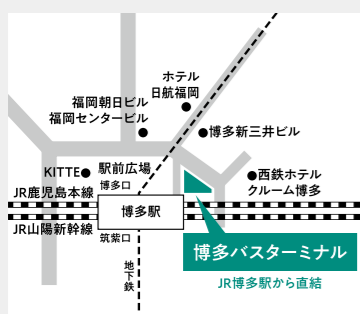 ホテル
日航福岡
福岡朝日ビル
福岡センタービル
博多新三井ビル
KITTE
駅前広場
博多口
西鉄ホテル
クルーム博多
JR鹿児島本線
博多駅
JR山陽新幹線
筑紫口
地下鉄
博多バスターミナル
JR博多駅から直結